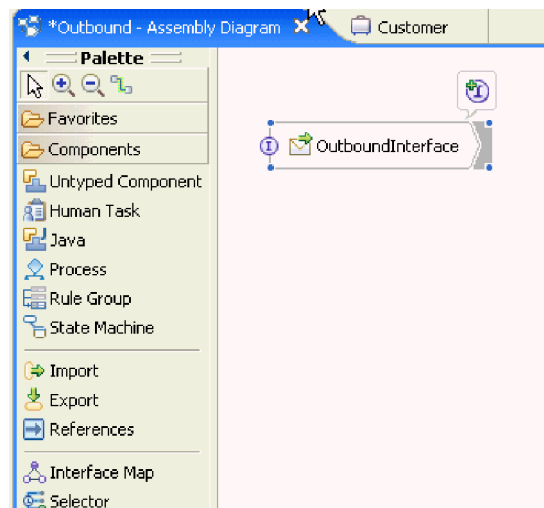 *Outbound - Assembly Diagram
Customer
Palette
Favorites
Components
OutboundInterface
Untyped Component
Human Task
Java
Process
Rule Group
State Machine
Import
Export
References
Interface Map
Selector